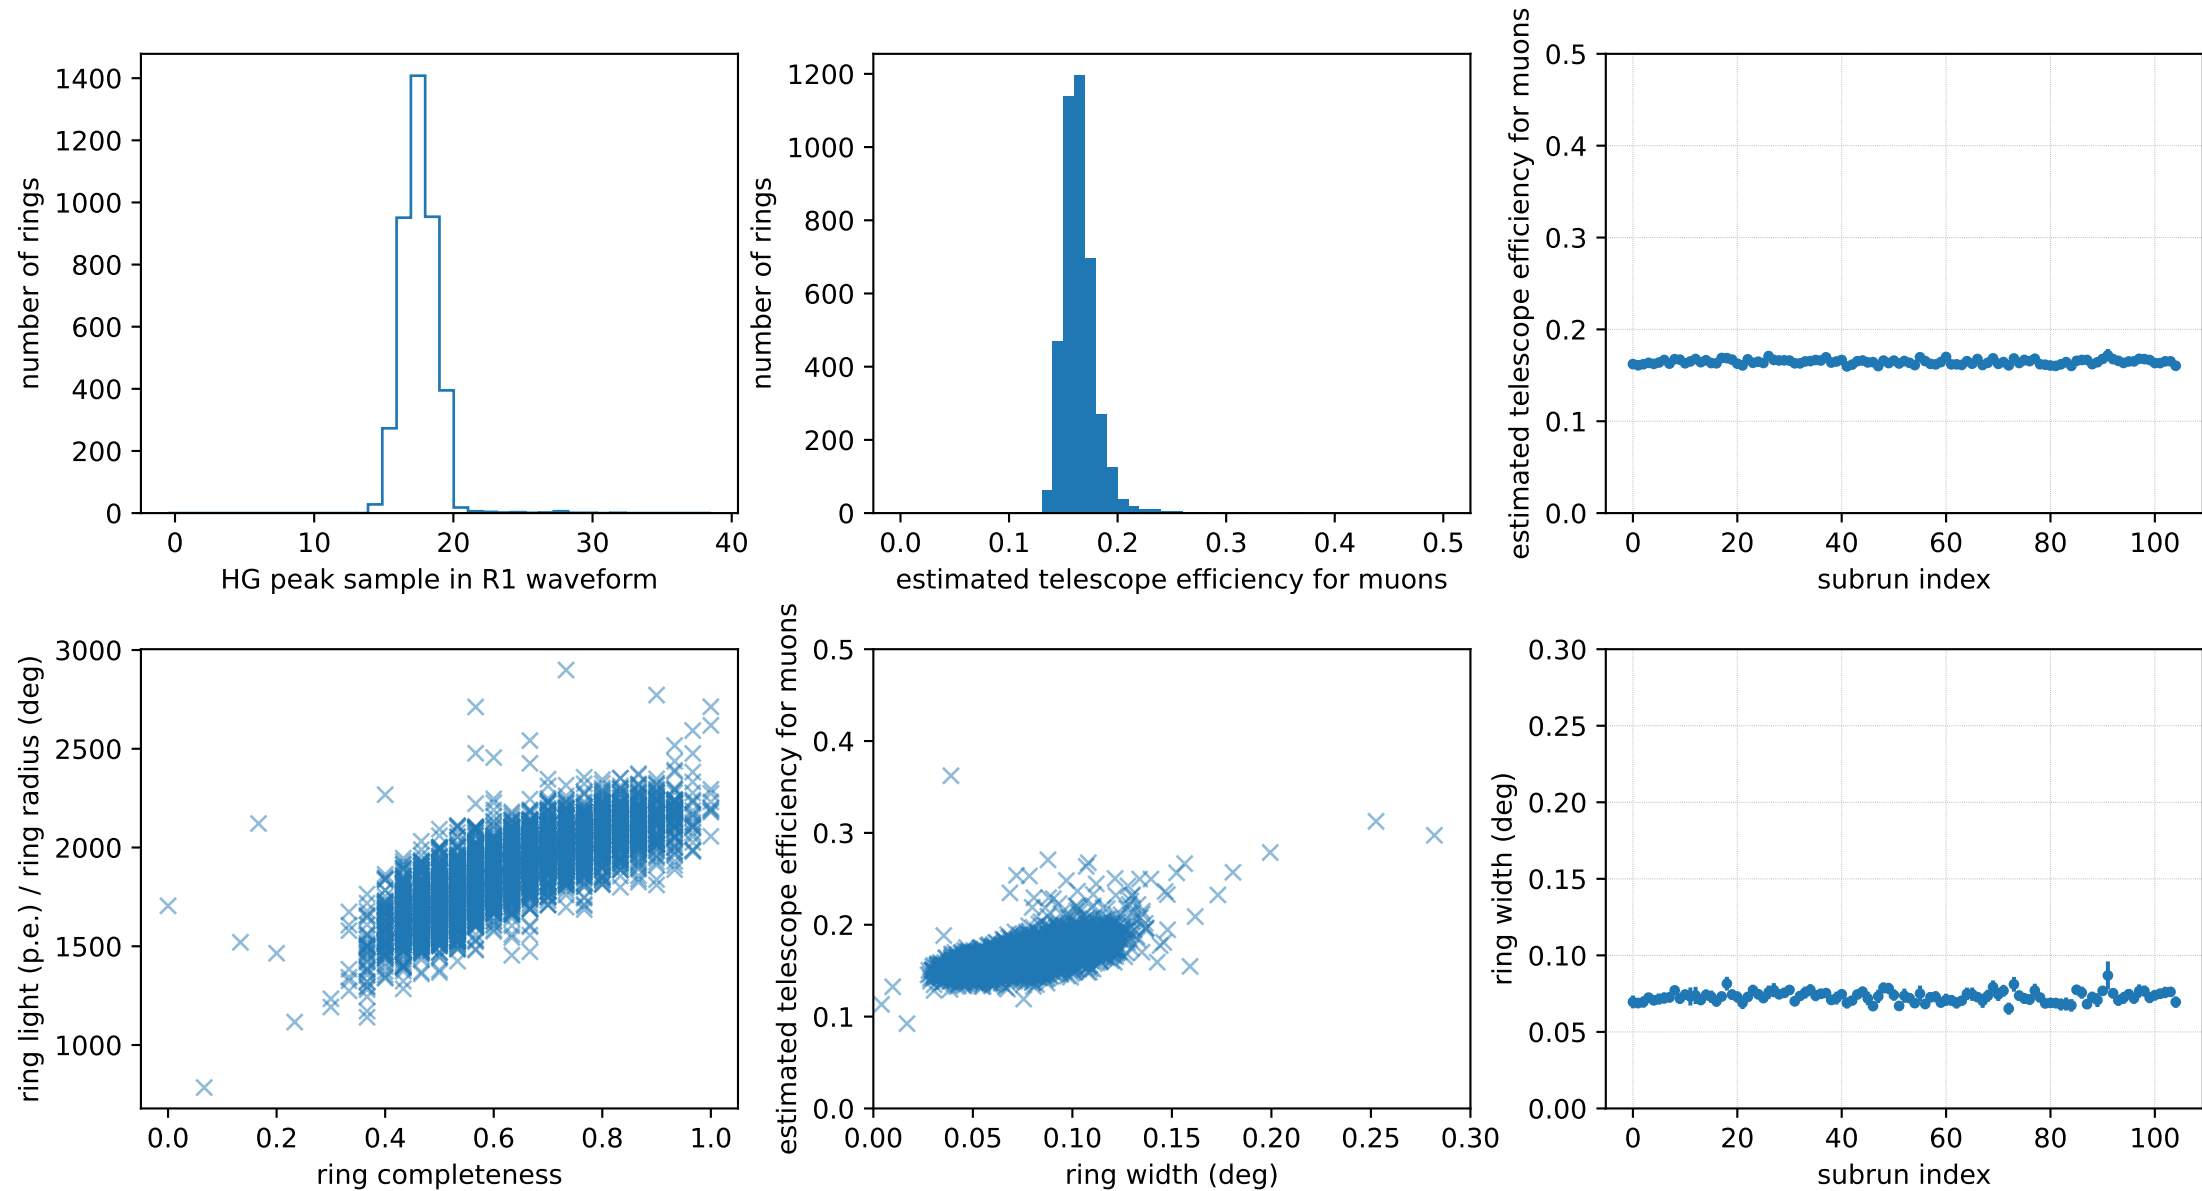 number of rings
1400
1200
1000
800
600
400
200
0
0 10 20 30 40
HG peak sample in R1 waveform
number of rings
1200
1000
800
600
400
200
0
0.0 0.1 0.2 0.3 0.4 0.5
estimated telescope efficiency for muons
estimated telescope efficiency for muons
0.5
0.4
0.3
0.2
0.1
0.0
0 20 40 60 80 100
subrun index
ring light (p.e.) / ring radius (deg)
3000
2500
2000
1500
1000
0.0 0.2 0.4 0.6 0.8 1.0
ring completeness
estimated telescope efficiency for muons
0.5
0.4
0.3
0.2
0.1
0.0
0.00 0.05 0.10 0.15 0.20 0.25 0.30
ring width (deg)
ring width (deg)
0.30
0.25
0.20
0.15
0.10
0.05
0.00
0 20 40 60 80 100
subrun index